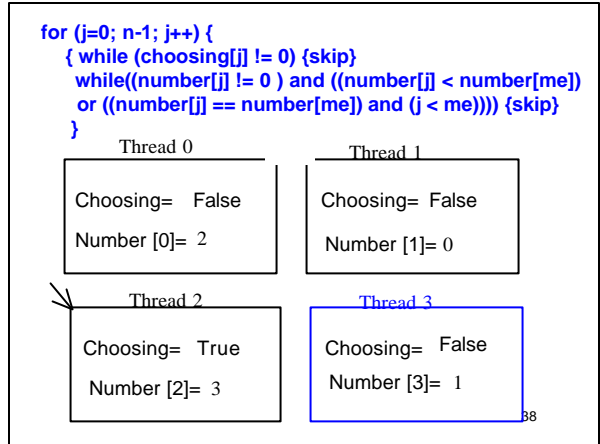 for (j=0; n-1; j++) {
{ while (choosing[j] != 0) {skip}
while((number[j] != 0 ) and ((number[j] < number[me])
or ((number[j] == number[me]) and (j < me)))) {skip}
}
Thread 0
Choosing= False
Number [0]= 2
Thread 1
Choosing= False
Number [1]= 0
Thread 2
Choosing= True
Number [2]= 3
Thread 3
Choosing= False
Number [3]= 1
38